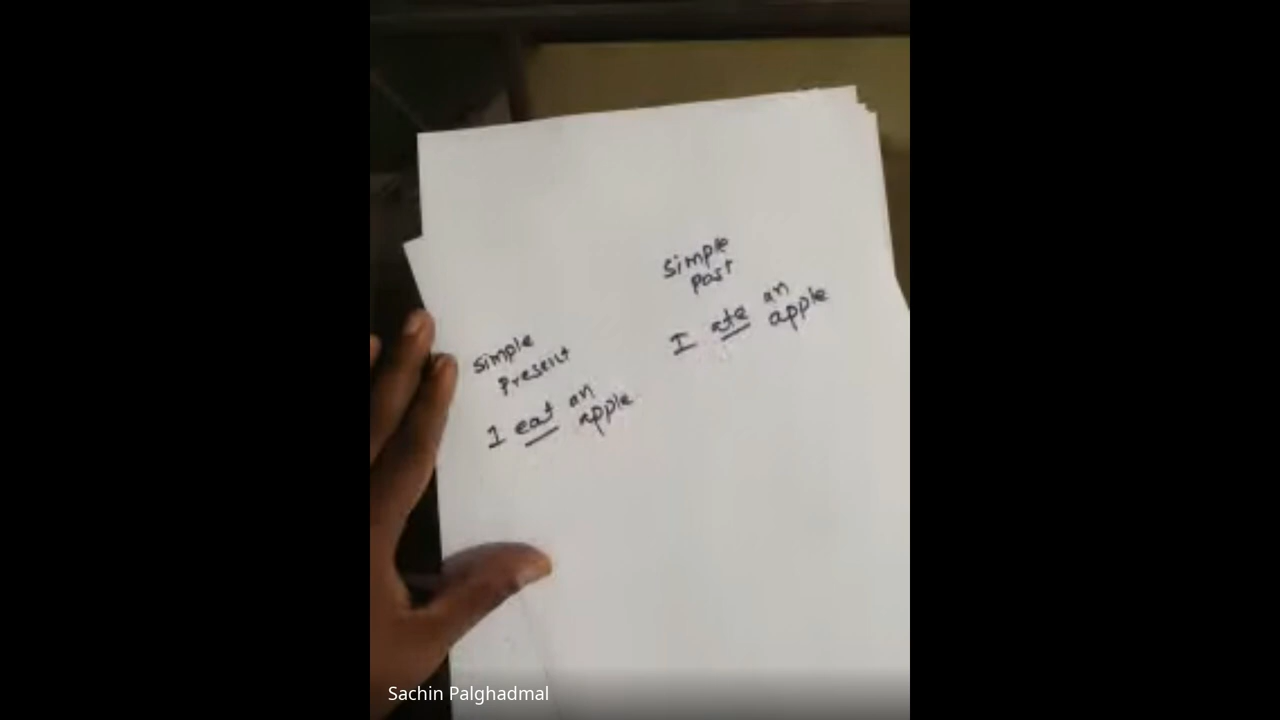 simple
present
I eat an
apple
simple
past
I ate an
apple
Sachin Palghadmal